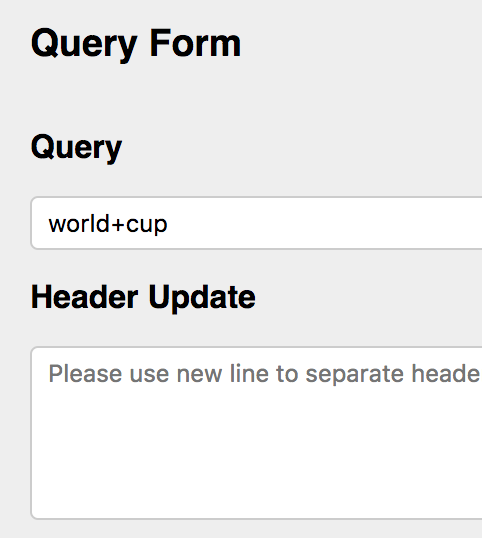 Query Form
Query
world+cup
Header Update
Please use new line to separate heade